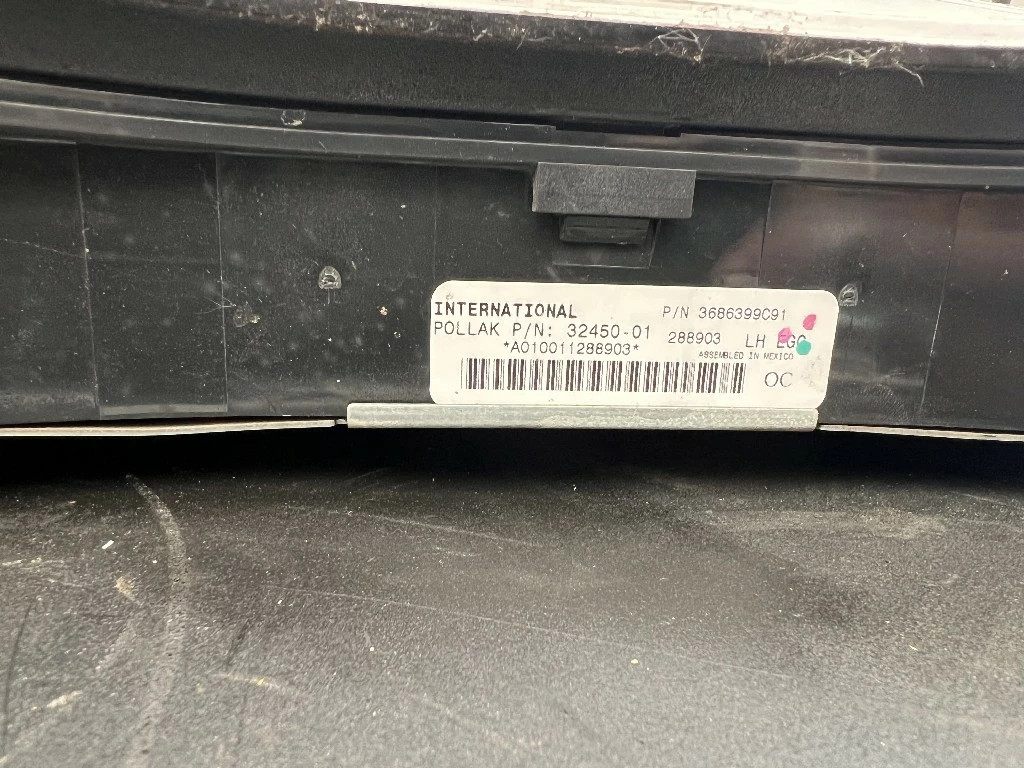 INTERNATIONAL P/N 3686399C91
POLLAK P/N: 32450-01 288903 LH EGC
*A010011288903* ASSEMBLED IN MEXICO
OC